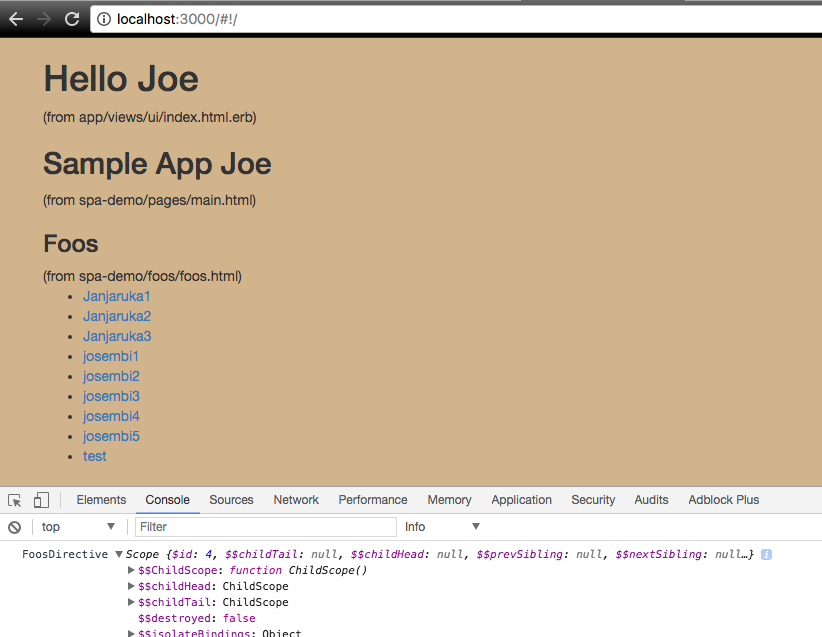 localhost:3000/#!/
Hello Joe
(from app/views/ui/index.html.erb)
Sample App Joe
(from spa-demo/pages/main.html)
Foos
(from spa-demo/foos/foos.html)
• Janjaruka1
• Janjaruka2
• Janjaruka3
• josembi1
• josembi2
• josembi3
• josembi4
• josembi5
• test
Elements Console Sources Network Performance Memory Application Security Audits Adblock Plus
top ▼ Filter Info ▼
FoosDirective ▼Scope {$id: 4, $$childTail: null, $$childHead: null, $$prevSibling: null, $$nextSibling: null…} i
▶$$ChildScope: function ChildScope()
▶$$childHead: ChildScope
▶$$childTail: ChildScope
$$destroyed: false
▶$$isolateBindings: Object